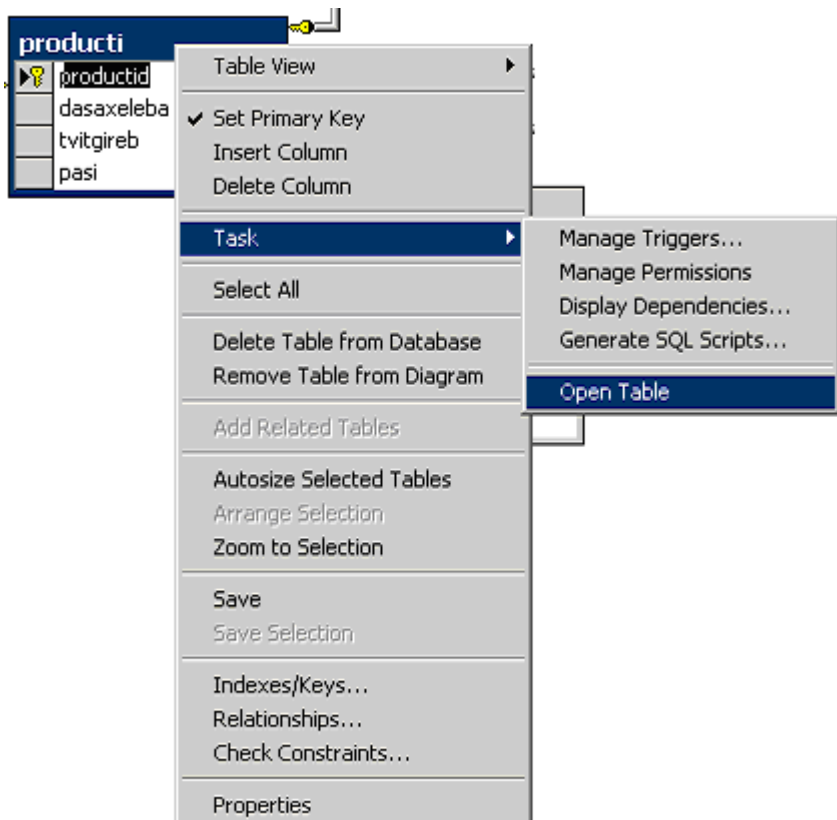 producti
productid
dasaxeleba
tvitgireb
pasi
Table View
Set Primary Key
Insert Column
Delete Column
Task
Select All
Delete Table from Database
Remove Table from Diagram
Add Related Tables
Autosize Selected Tables
Arrange Selection
Zoom to Selection
Save
Save Selection
Indexes/Keys...
Relationships...
Check Constraints...
Properties
Manage Triggers...
Manage Permissions
Display Dependencies...
Generate SQL Scripts...
Open Table